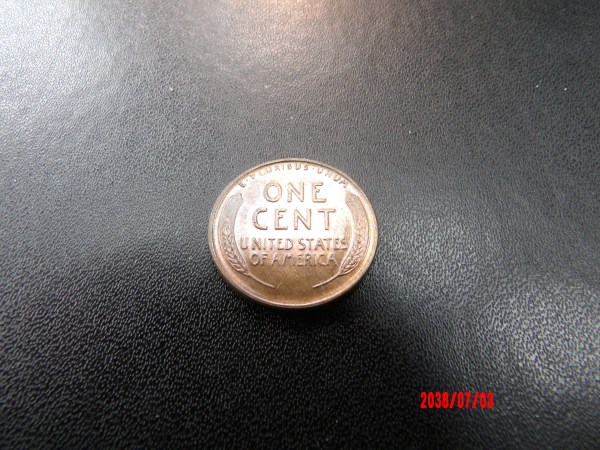 E·PLURIBUS·UNUM
ONE
CENT
UNITED STATES
OF AMERICA
2038/07/03